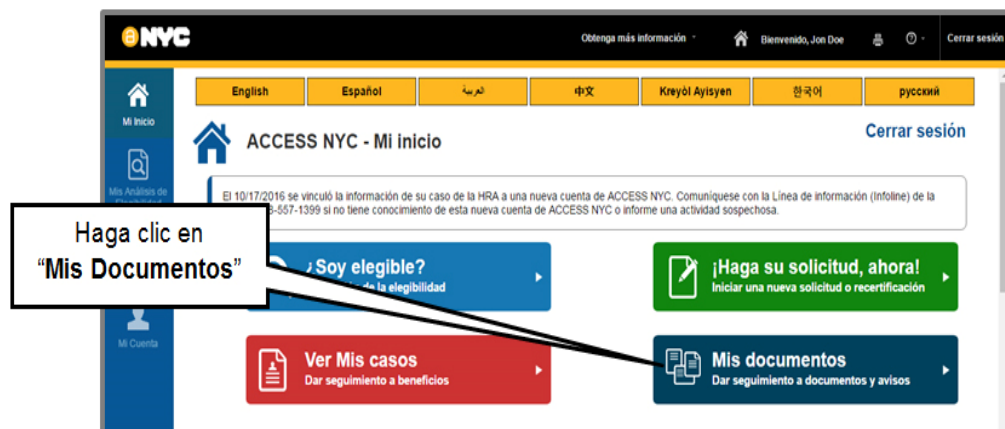 NYC
Obtenga más información
Bienvenido, Jon Doe
Cerrar sesión
English
Español
العربية
中文
Kreyòl Ayisyen
한국어
русский
Mi Inicio
ACCESS NYC - Mi inicio
Cerrar sesión
Mis Análisis de
El 10/17/2016 se vinculó la información de su caso de la HRA a una nueva cuenta de ACCESS NYC. Comuníquese con la Línea de información (Infoline) de la
-557-1399 si no tiene conocimiento de esta nueva cuenta de ACCESS NYC o informe una actividad sospechosa.
Haga clic en
“Mis Documentos”
¿Soy elegible?
de la elegibilidad
¡Haga su solicitud, ahora!
Iniciar una nueva solicitud o recertificación
Mi Cuenta
Ver Mis casos
Dar seguimiento a beneficios
Mis documentos
Dar seguimiento a documentos y avisos